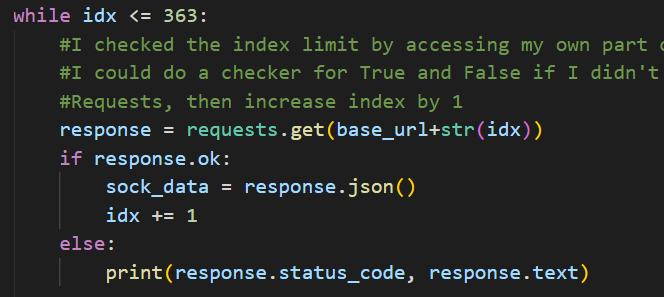 while idx <= 363:
#I checked the index limit by accessing my own part
#I could do a checker for True and False if I didn't
#Requests, then increase index by 1
response = requests.get(base_url+str(idx))
if response.ok:
sock_data = response.json()
idx += 1
else:
print(response.status_code, response.text)